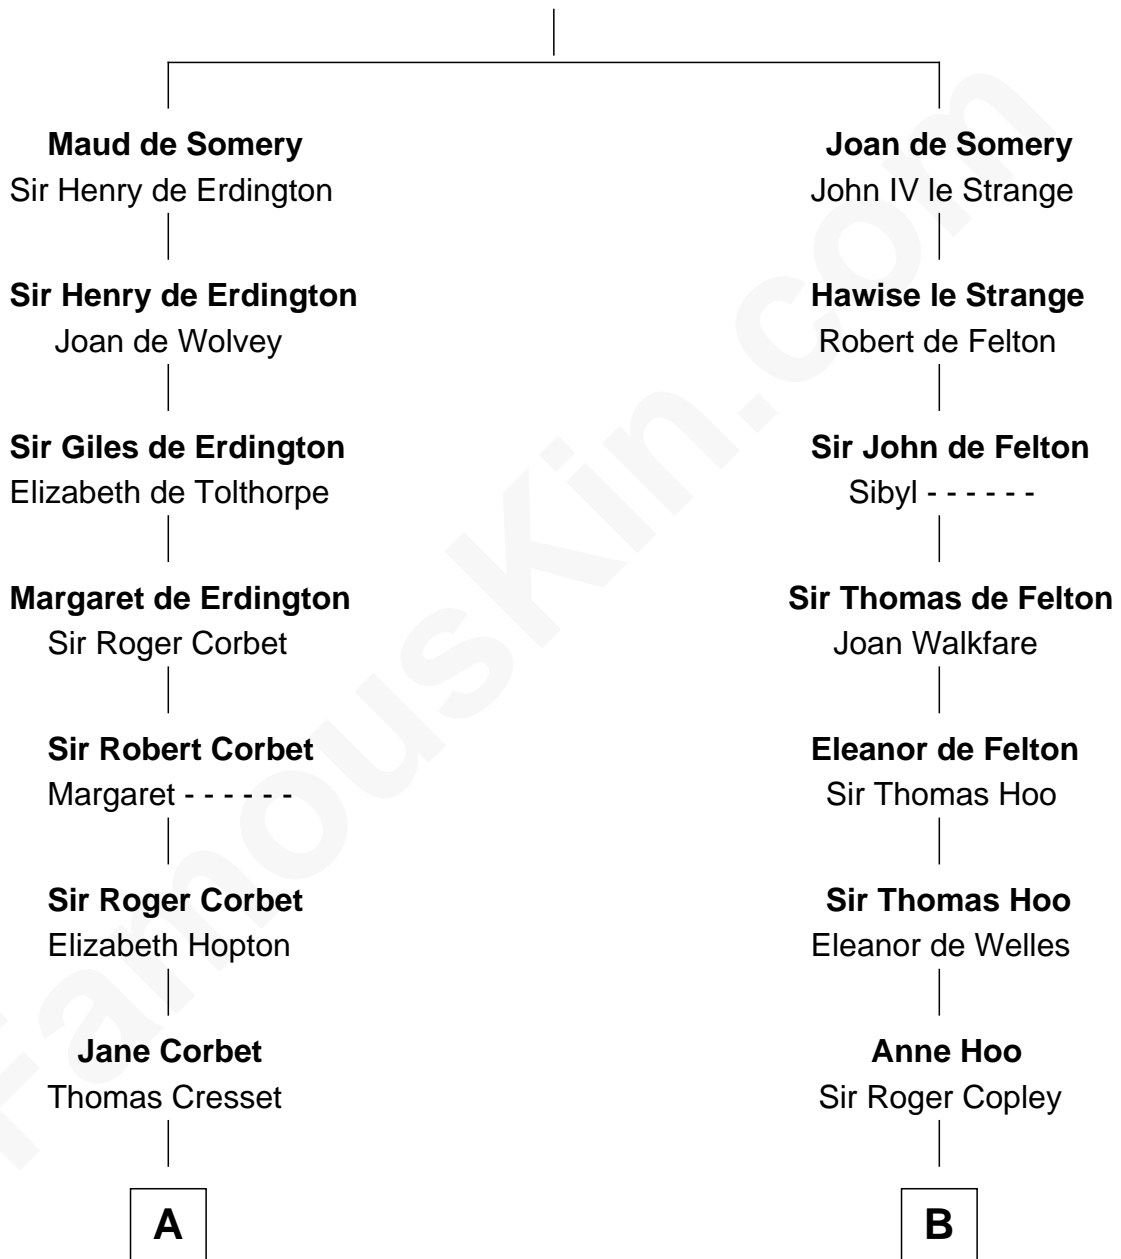 Maud de Somery
Sir Henry de Erdington
Sir Henry de Erdington
Joan de Wolvey
Sir Giles de Erdington
Elizabeth de Tolthorpe
Margaret de Erdington
Sir Roger Corbet
Sir Robert Corbet
Margaret - - - - - -
Sir Roger Corbet
Elizabeth Hopton
Jane Corbet
Thomas Cresset
A
Joan de Somery
John IV le Strange
Hawise le Strange
Robert de Felton
Sir John de Felton
Sibyl - - - - - -
Sir Thomas de Felton
Joan Walkfare
Eleanor de Felton
Sir Thomas Hoo
Sir Thomas Hoo
Eleanor de Welles
Anne Hoo
Sir Roger Copley
B
FamousKin.com